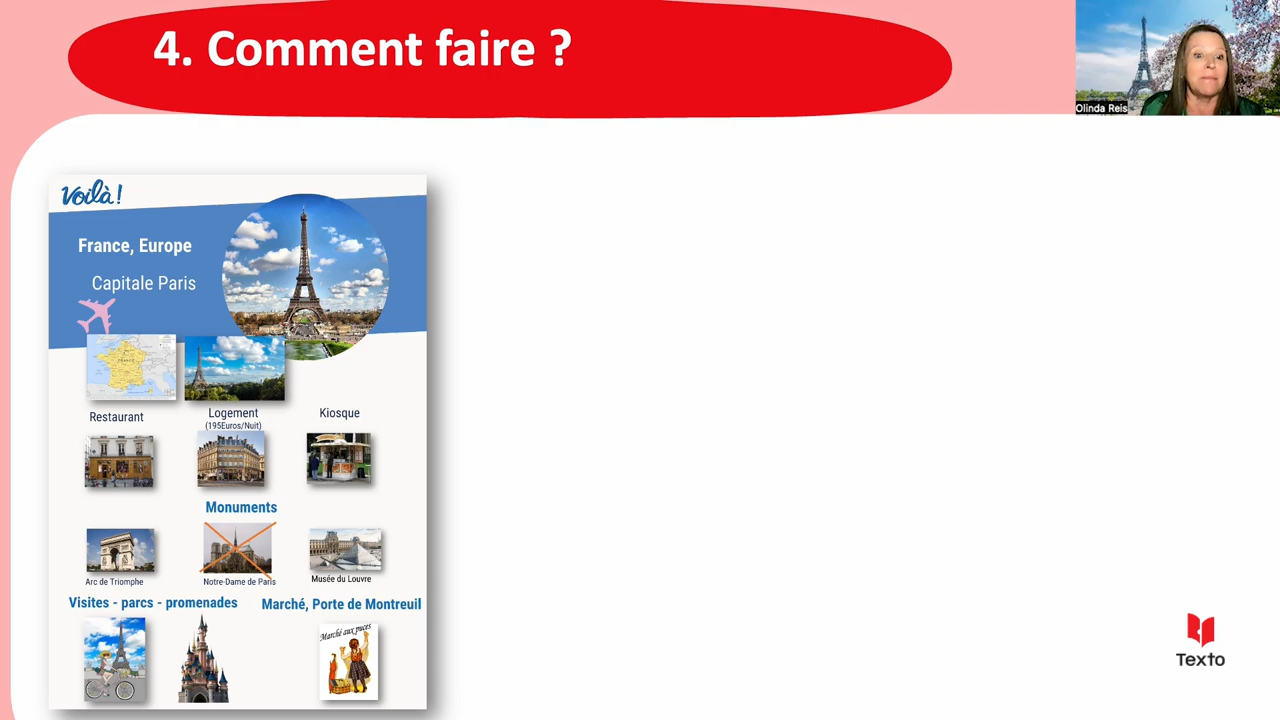 4. Comment faire ?
Olinda Reis
Voilà !
France, Europe
Capitale Paris
FRANCE
Restaurant
Logement
(195Euros/Nuit)
Kiosque
Monuments
Arc de Triomphe
Notre-Dame de Paris
Musée du Louvre
Visites - parcs - promenades
Marché, Porte de Montreuil
Marché aux puces
Texto